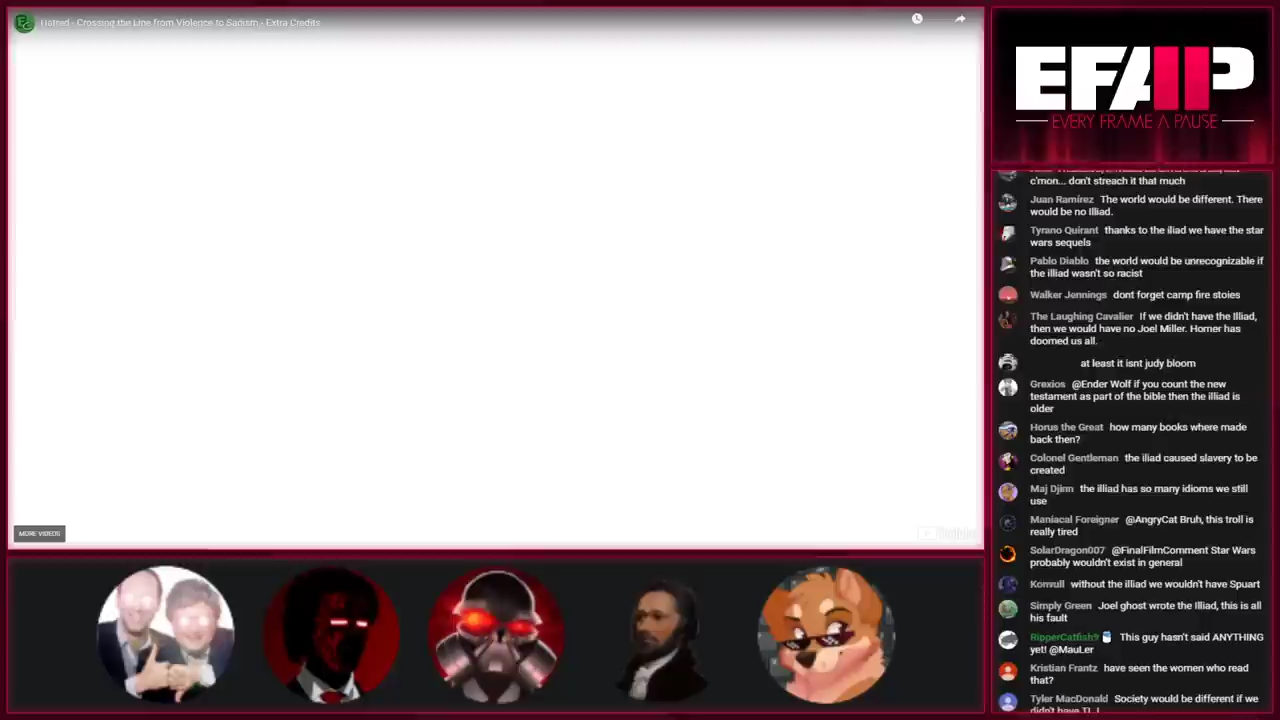 Hatred - Crossing the Line from Violence to Sadism - Extra Credits
MORE VIDEOS
YouTube
EFAP
EVERY FRAME A PAUSE
c'mon... don't streach it that much
Juan Ramírez The world would be different. There
would be no Illiad.
Tyrano Quirant thanks to the iliad we have the star
wars sequels
Pablo Diablo the world would be unrecognizable if
the illiad wasn't so racist
Walker Jennings dont forget camp fire stoies
The Laughing Cavalier If we didn't have the Illiad,
then we would have no Joel Miller. Homer has
doomed us all.
at least it isnt judy bloom
Grexios @Ender Wolf if you count the new
testament as part of the bible then the illiad is
older
Horus the Great how many books where made
back then?
Colonel Gentleman the iliad caused slavery to be
created
Maj Djinn the illiad has so many idioms we still
use
Maniacal Foreigner @AngryCat Bruh, this troll is
really tired
SolarDragon007 @FinalFilmComment Star Wars
probably wouldn't exist in general
Konvull without the illiad we wouldn't have Spuart
Simply Green Joel ghost wrote the Illiad, this is all
his fault
RipperCatfish9 This guy hasn't said ANYTHING
yet! @MauLer
Kristian Frantz have seen the women who read
that?
Tyler MacDonald Society would be different if we
didn't have TLJ